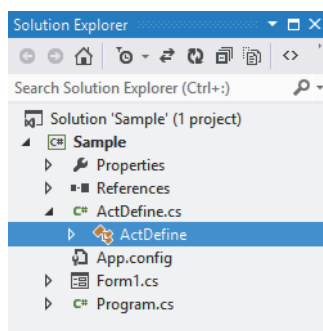 Solution Explorer
Search Solution Explorer (Ctrl+:)
Solution 'Sample' (1 project)
C# Sample
Properties
References
C# ActDefine.cs
ActDefine
App.config
Form1.cs
C# Program.cs